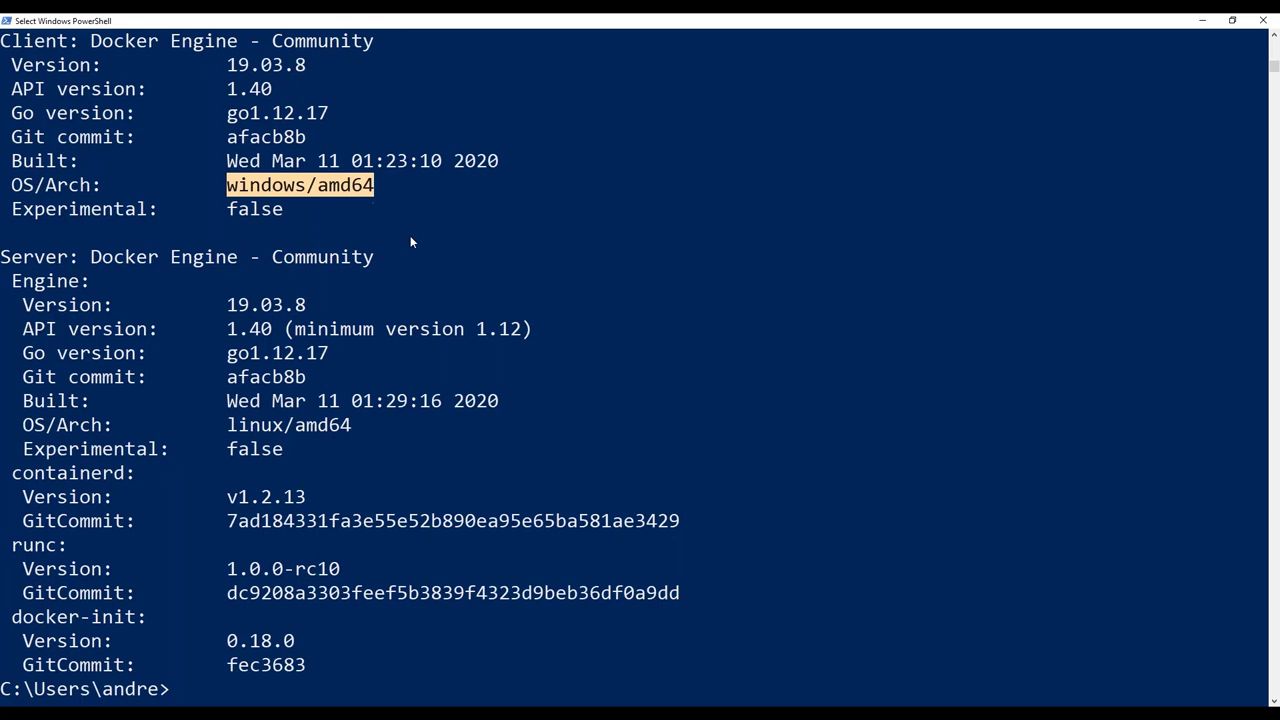 Select Windows PowerShell
Client: Docker Engine - Community
Version: 19.03.8
API version: 1.40
Go version: go1.12.17
Git commit: afacb8b
Built: Wed Mar 11 01:23:10 2020
OS/Arch: windows/amd64
Experimental: false
Server: Docker Engine - Community
Engine:
Version: 19.03.8
API version: 1.40 (minimum version 1.12)
Go version: go1.12.17
Git commit: afacb8b
Built: Wed Mar 11 01:29:16 2020
OS/Arch: linux/amd64
Experimental: false
containerd:
Version: v1.2.13
GitCommit: 7ad184331fa3e55e52b890ea95e65ba581ae3429
runc:
Version: 1.0.0-rc10
GitCommit: dc9208a3303feef5b3839f4323d9beb36df0a9dd
docker-init:
Version: 0.18.0
GitCommit: fec3683
C:\Users\andre>